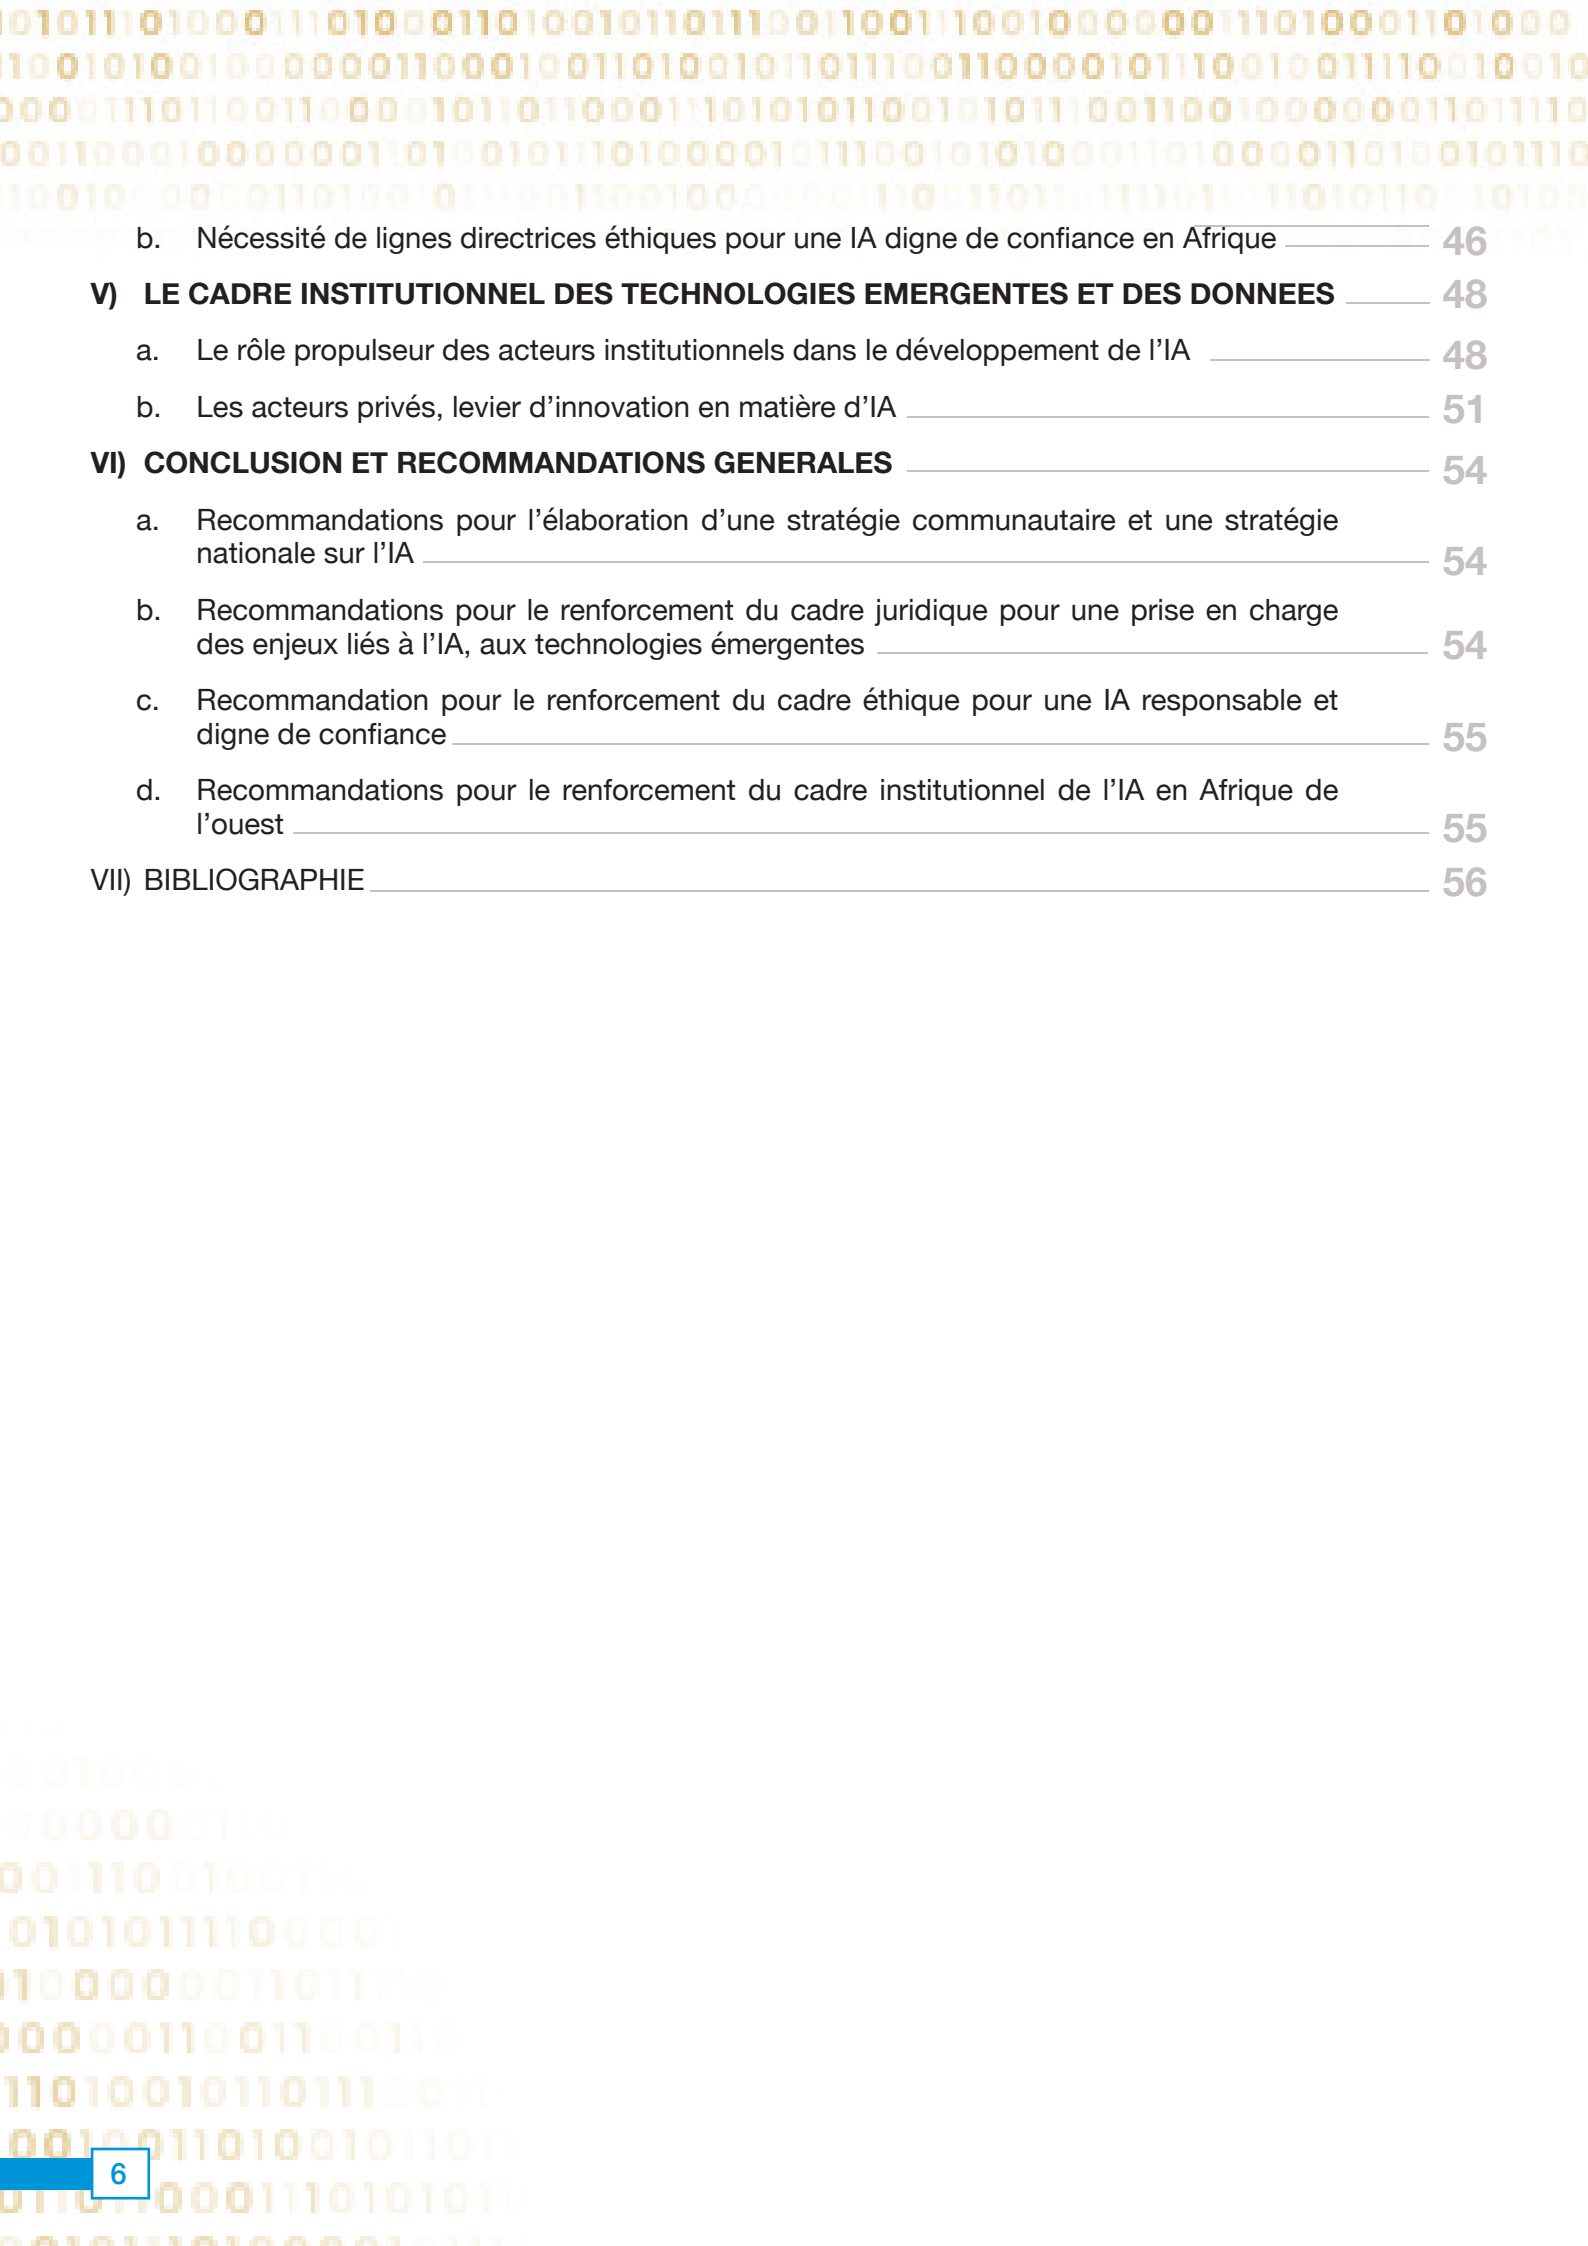 b. Nécessité de lignes directrices éthiques pour une IA digne de confiance en Afrique 46
V) LE CADRE INSTITUTIONNEL DES TECHNOLOGIES EMERGENTES ET DES DONNEES 48
a. Le rôle propulseur des acteurs institutionnels dans le développement de l’IA 48
b. Les acteurs privés, levier d’innovation en matière d’IA 51
VI) CONCLUSION ET RECOMMANDATIONS GENERALES 54
a. Recommandations pour l’élaboration d’une stratégie communautaire et une stratégie
nationale sur l’IA 54
b. Recommandations pour le renforcement du cadre juridique pour une prise en charge
des enjeux liés à l’IA, aux technologies émergentes 54
c. Recommandation pour le renforcement du cadre éthique pour une IA responsable et
digne de confiance 55
d. Recommandations pour le renforcement du cadre institutionnel de l’IA en Afrique de
l’ouest 55
VII) BIBLIOGRAPHIE 56
6